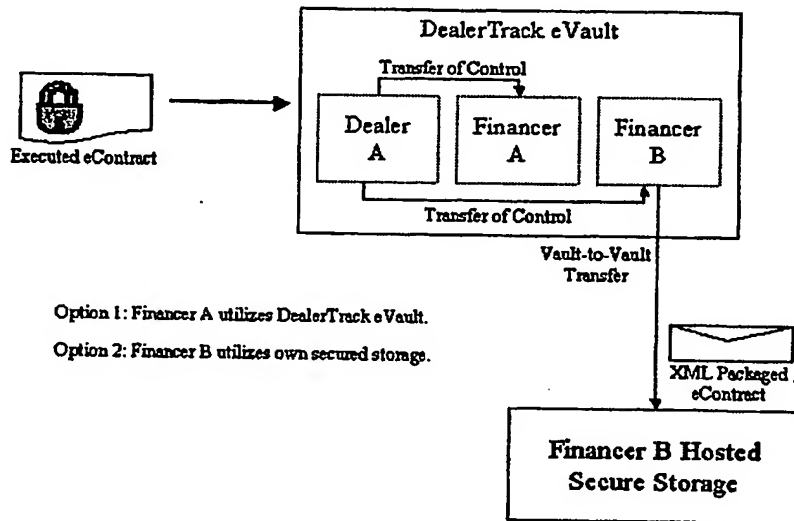 DealerTrack eVault
Transfer of Control
Dealer
A
Financer
A
Financer
B
Executed eContract
Transfer of Control
Vault-to-Vault
Transfer
Option 1: Financer A utilizes DealerTrack eVault.
Option 2: Financer B utilizes own secured storage.
XML Packaged
eContract
Financer B Hosted
Secure Storage